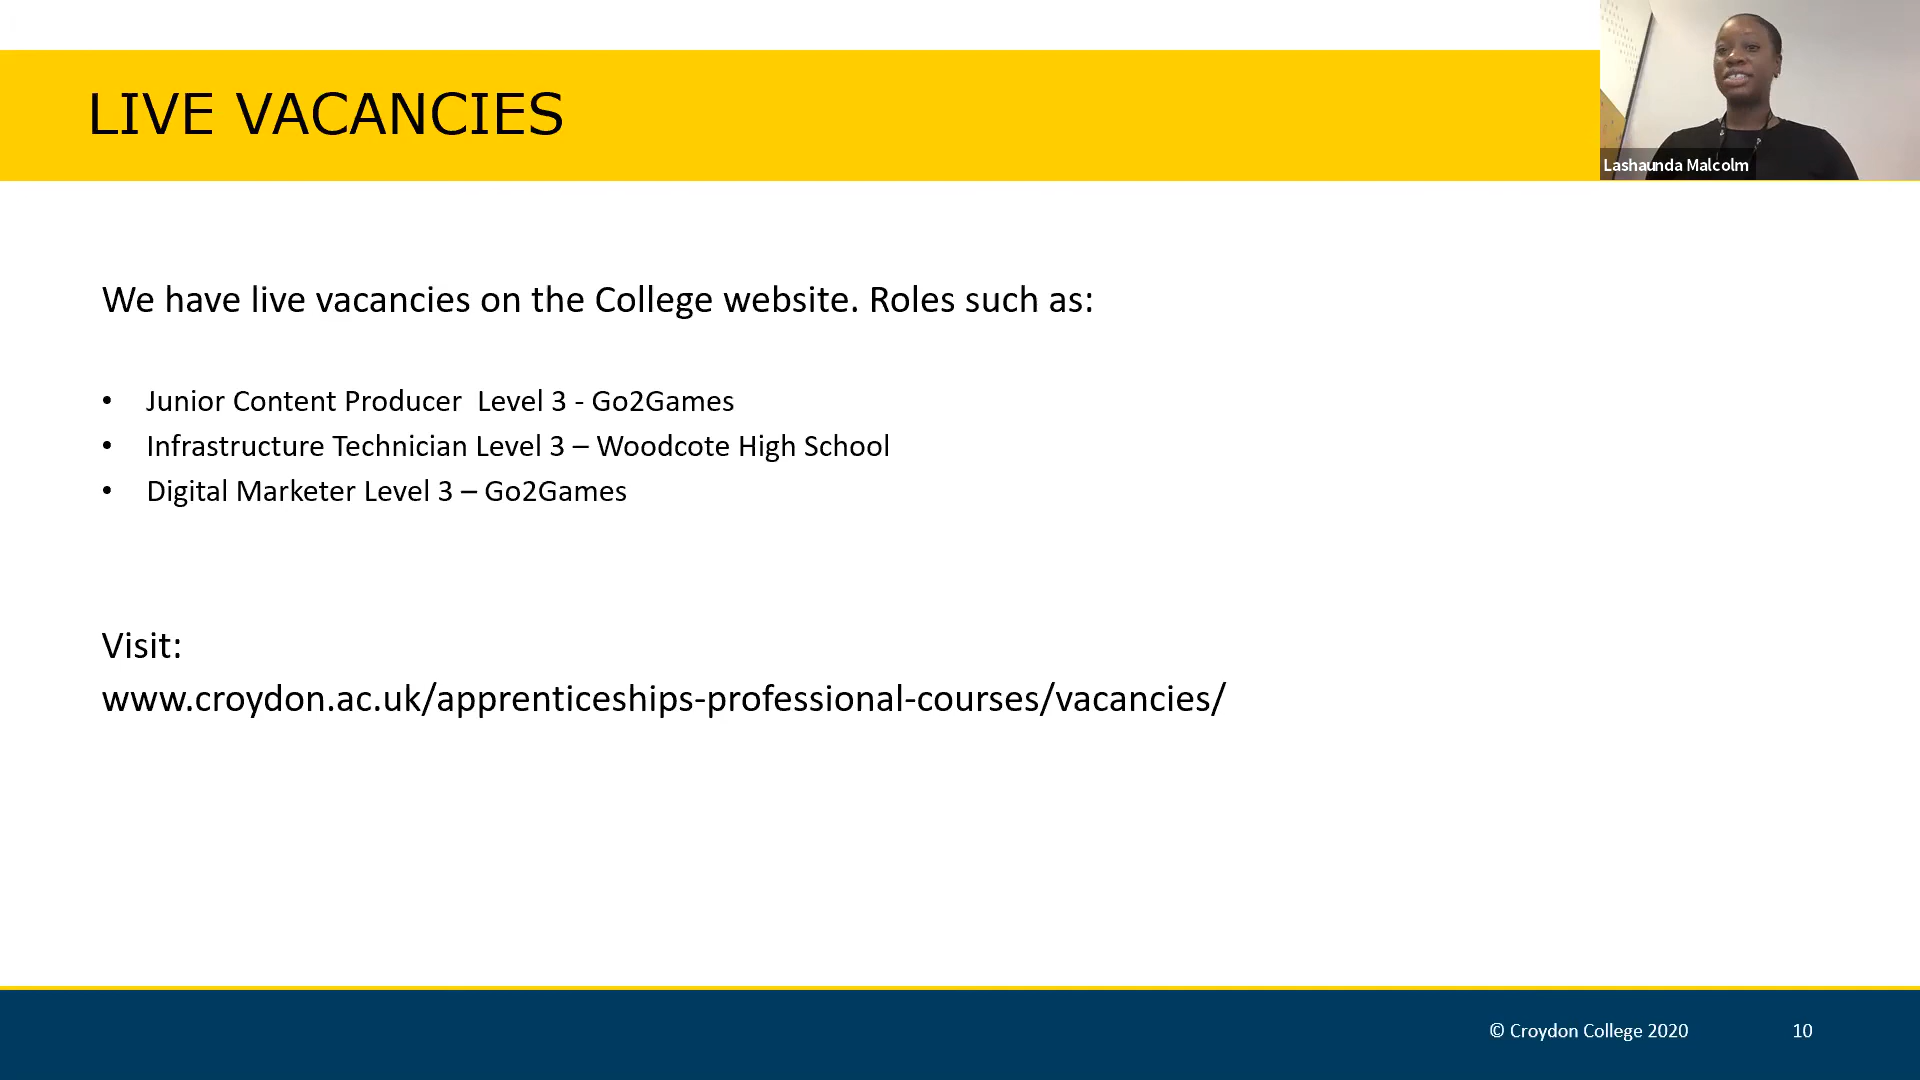 LIVE VACANCIES
Lashaunda Malcolm
We have live vacancies on the College website. Roles such as:
• Junior Content Producer  Level 3 - Go2Games
• Infrastructure Technician Level 3 – Woodcote High School
• Digital Marketer Level 3 – Go2Games
Visit:
www.croydon.ac.uk/apprenticeships-professional-courses/vacancies/
© Croydon College 2020
10